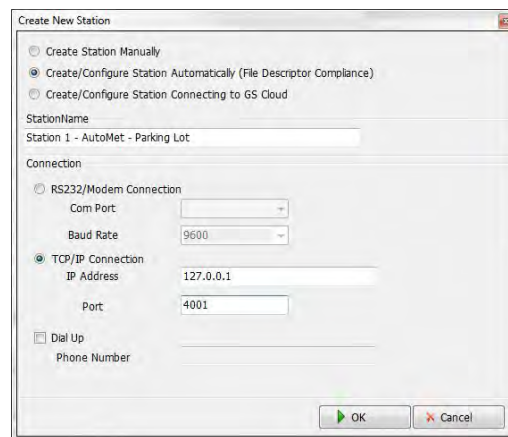 Create New Station
Create Station Manually
Create/Configure Station Automatically (File Descriptor Compliance)
Create/Configure Station Connecting to GS Cloud
StationName
Station 1 - AutoMet - Parking Lot
Connection
RS232/Modem Connection
Com Port
Baud Rate 9600
TCP/IP Connection
IP Address 127.0.0.1
Port 4001
Dial Up
Phone Number
OK Cancel